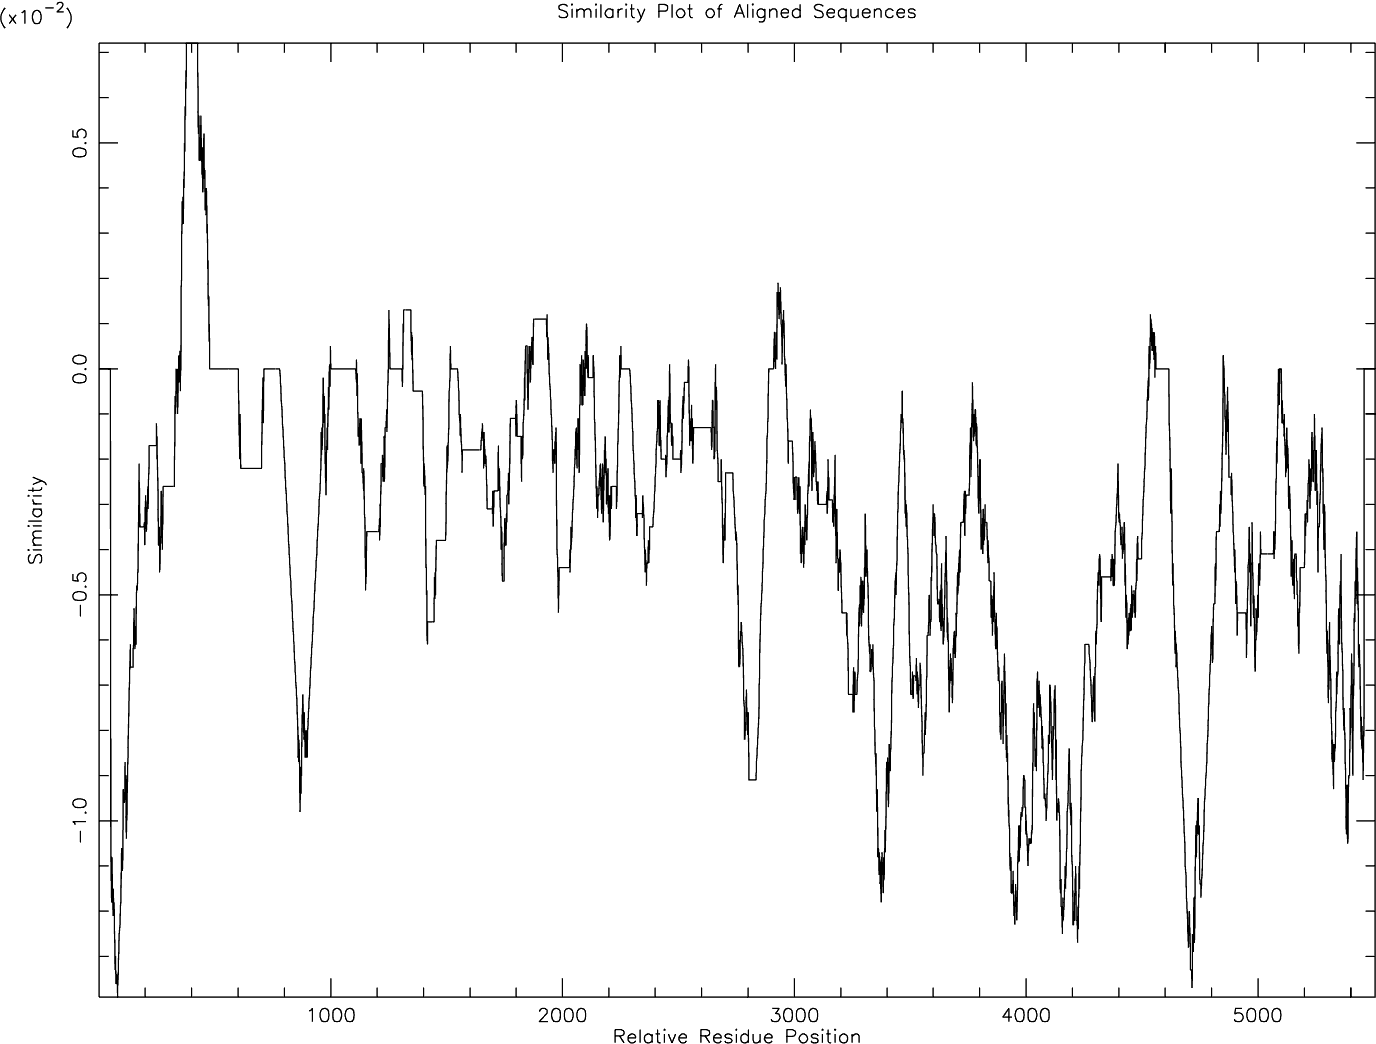 (x10−2)
Similarity Plot of Aligned Sequences
0.5
0.0
−0.5
−1.0
Similarity
1000 2000 3000 4000 5000
Relative Residue Position